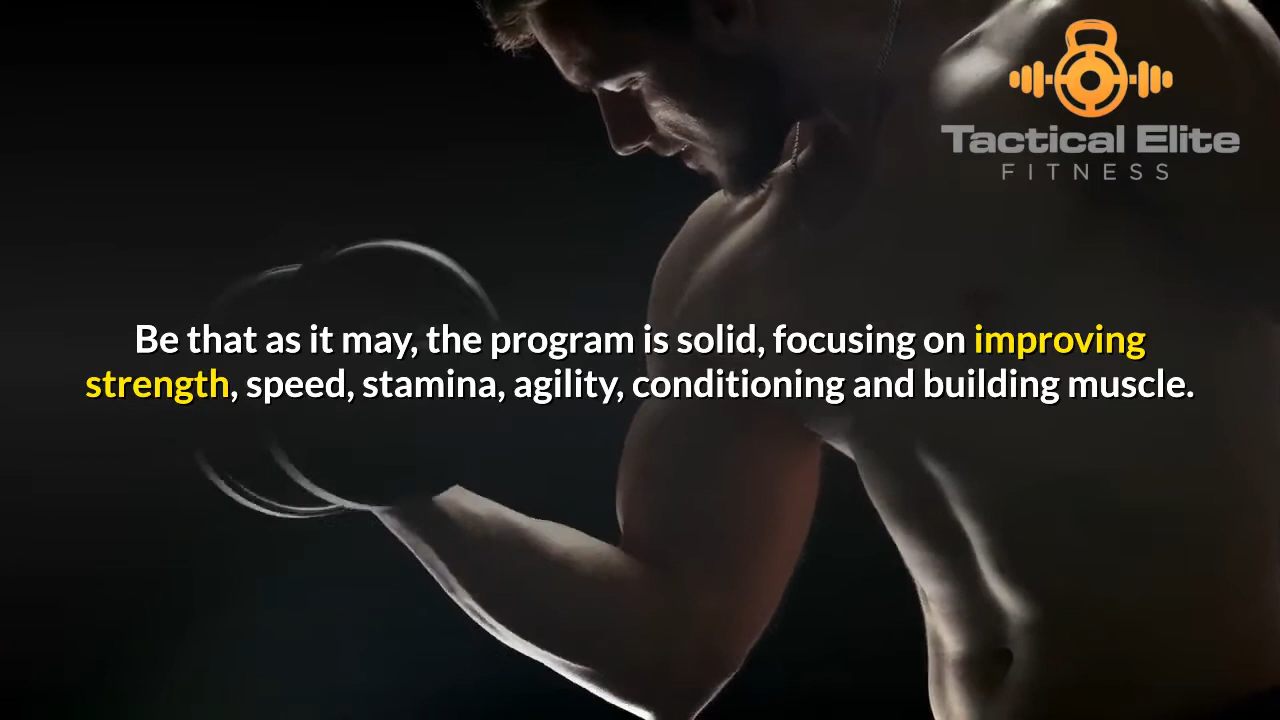 Tactical Elite
FITNESS
Be that as it may, the program is solid, focusing on improving
strength, speed, stamina, agility, conditioning and building muscle.